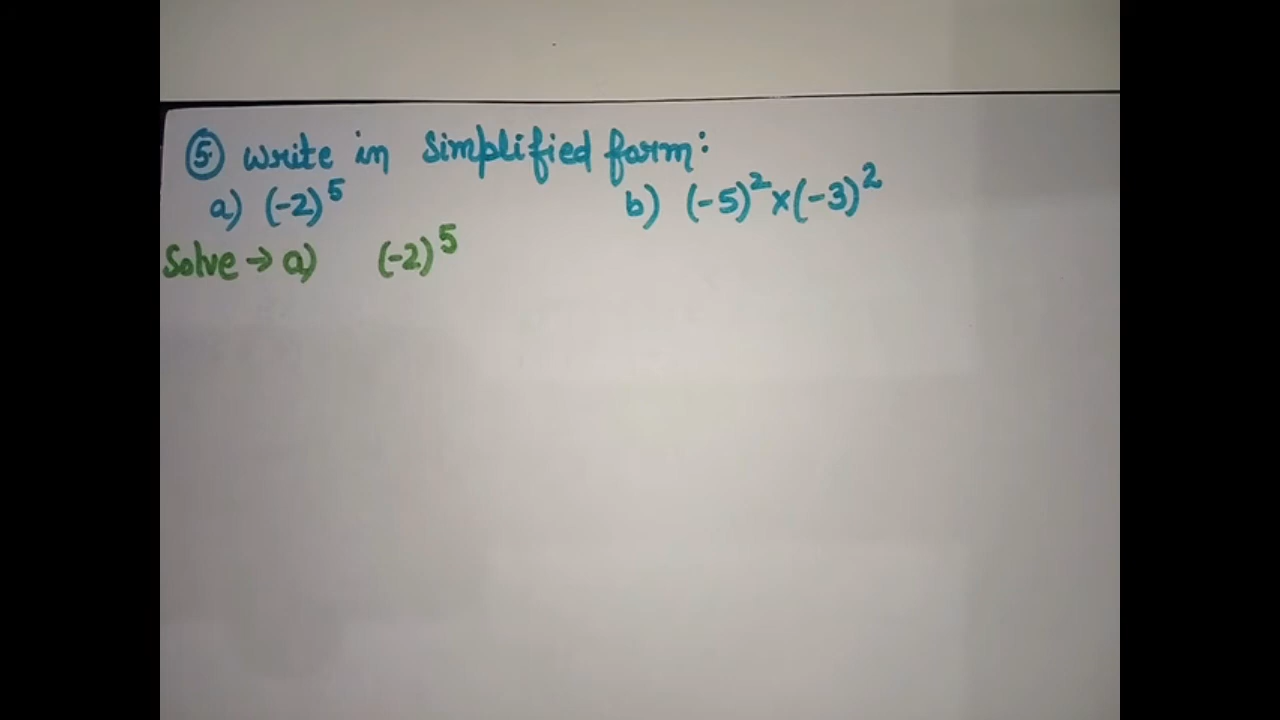 ⑤ Write in simplified form:
a) (-2)⁵ b) (-5)²×(-3)²
Solve → a) (-2)⁵